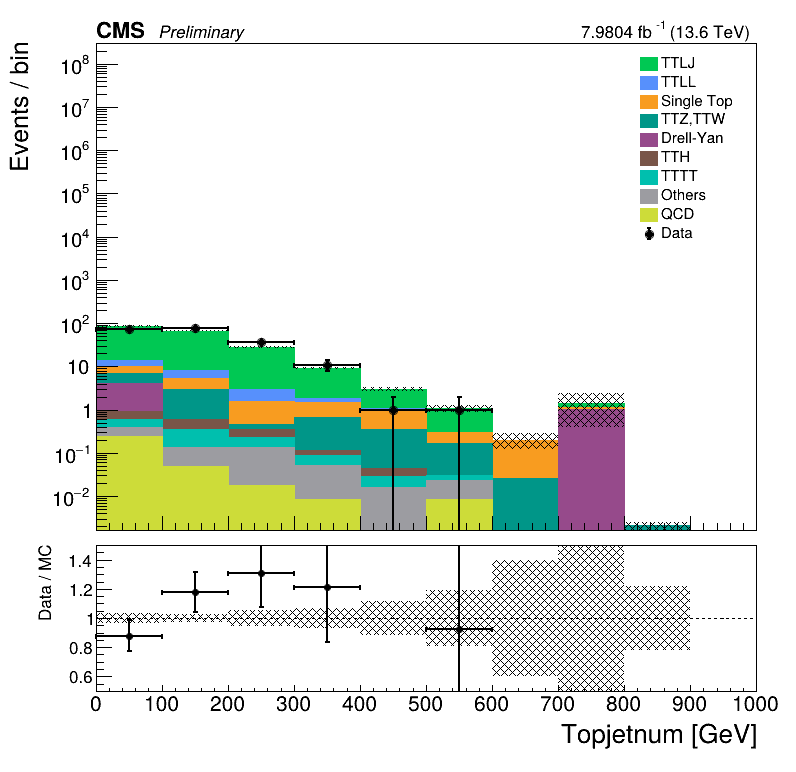 CMS Preliminary 7.9804 fb⁻¹ (13.6 TeV)
Events / bin
10⁸
10⁷
10⁶
10⁵
10⁴
10³
10²
10
1
10⁻¹
10⁻²
TTLJ
TTLL
Single Top
TTZ,TTW
Drell-Yan
TTH
TTTT
Others
QCD
Data
Data / MC
1.4
1.2
1
0.8
0.6
0 100 200 300 400 500 600 700 800 900 1000
Topjetnum [GeV]